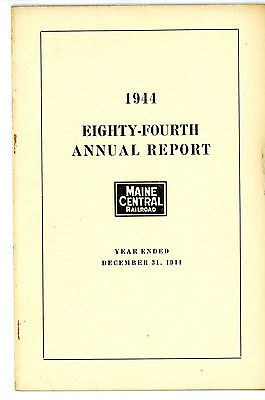 1944
EIGHTY-FOURTH
ANNUAL REPORT
MAINE
CENTRAL
RAILROAD
YEAR ENDED
DECEMBER 31, 1944